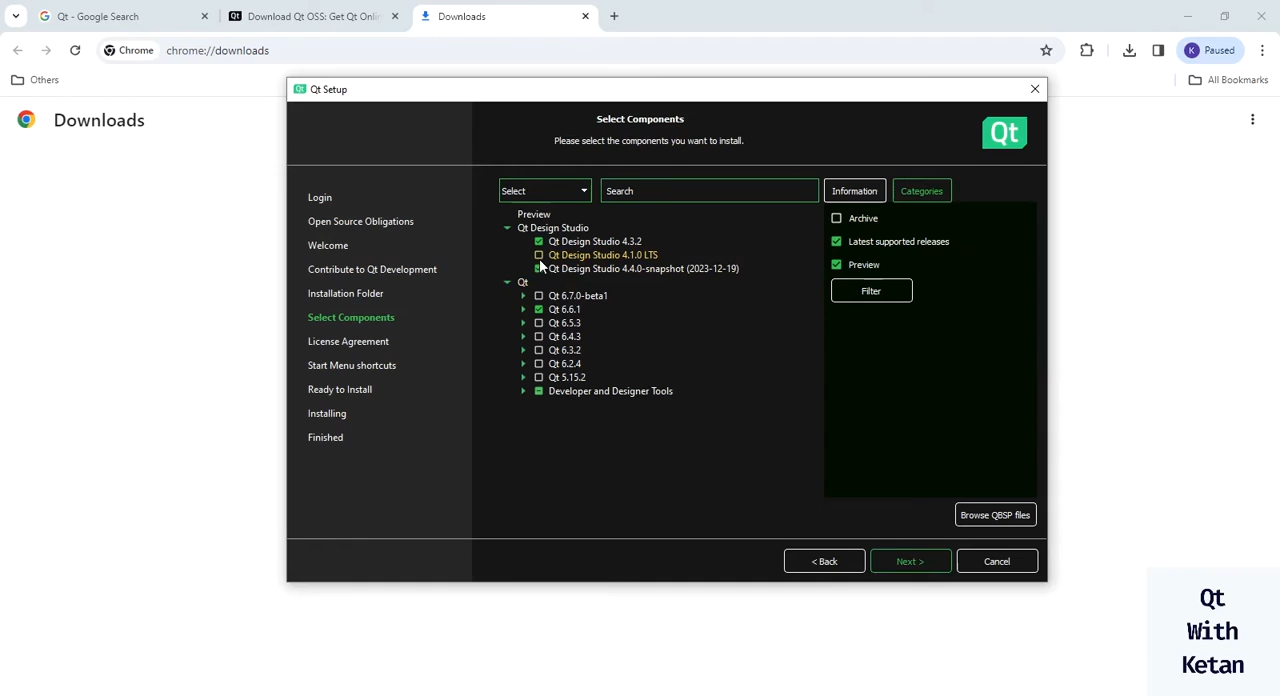 Qt - Google Search
Qt Download Qt OSS: Get Qt Onlin
Downloads
Chrome chrome://downloads
K Paused
Others
All Bookmarks
Downloads
Qt Qt Setup
Select Components
Please select the components you want to install.
Qt
Login
Open Source Obligations
Welcome
Contribute to Qt Development
Installation Folder
Select Components
License Agreement
Start Menu shortcuts
Ready to Install
Installing
Finished
Select
Search
Information
Categories
Preview
Qt Design Studio
Qt Design Studio 4.3.2
Qt Design Studio 4.1.0 LTS
Qt Design Studio 4.4.0-snapshot (2023-12-19)
Qt
Qt 6.7.0-beta1
Qt 6.6.1
Qt 6.5.3
Qt 6.4.3
Qt 6.3.2
Qt 6.2.4
Qt 5.15.2
Developer and Designer Tools
Archive
Latest supported releases
Preview
Filter
Browse QBSP files
< Back
Next >
Cancel
Qt
With
Ketan